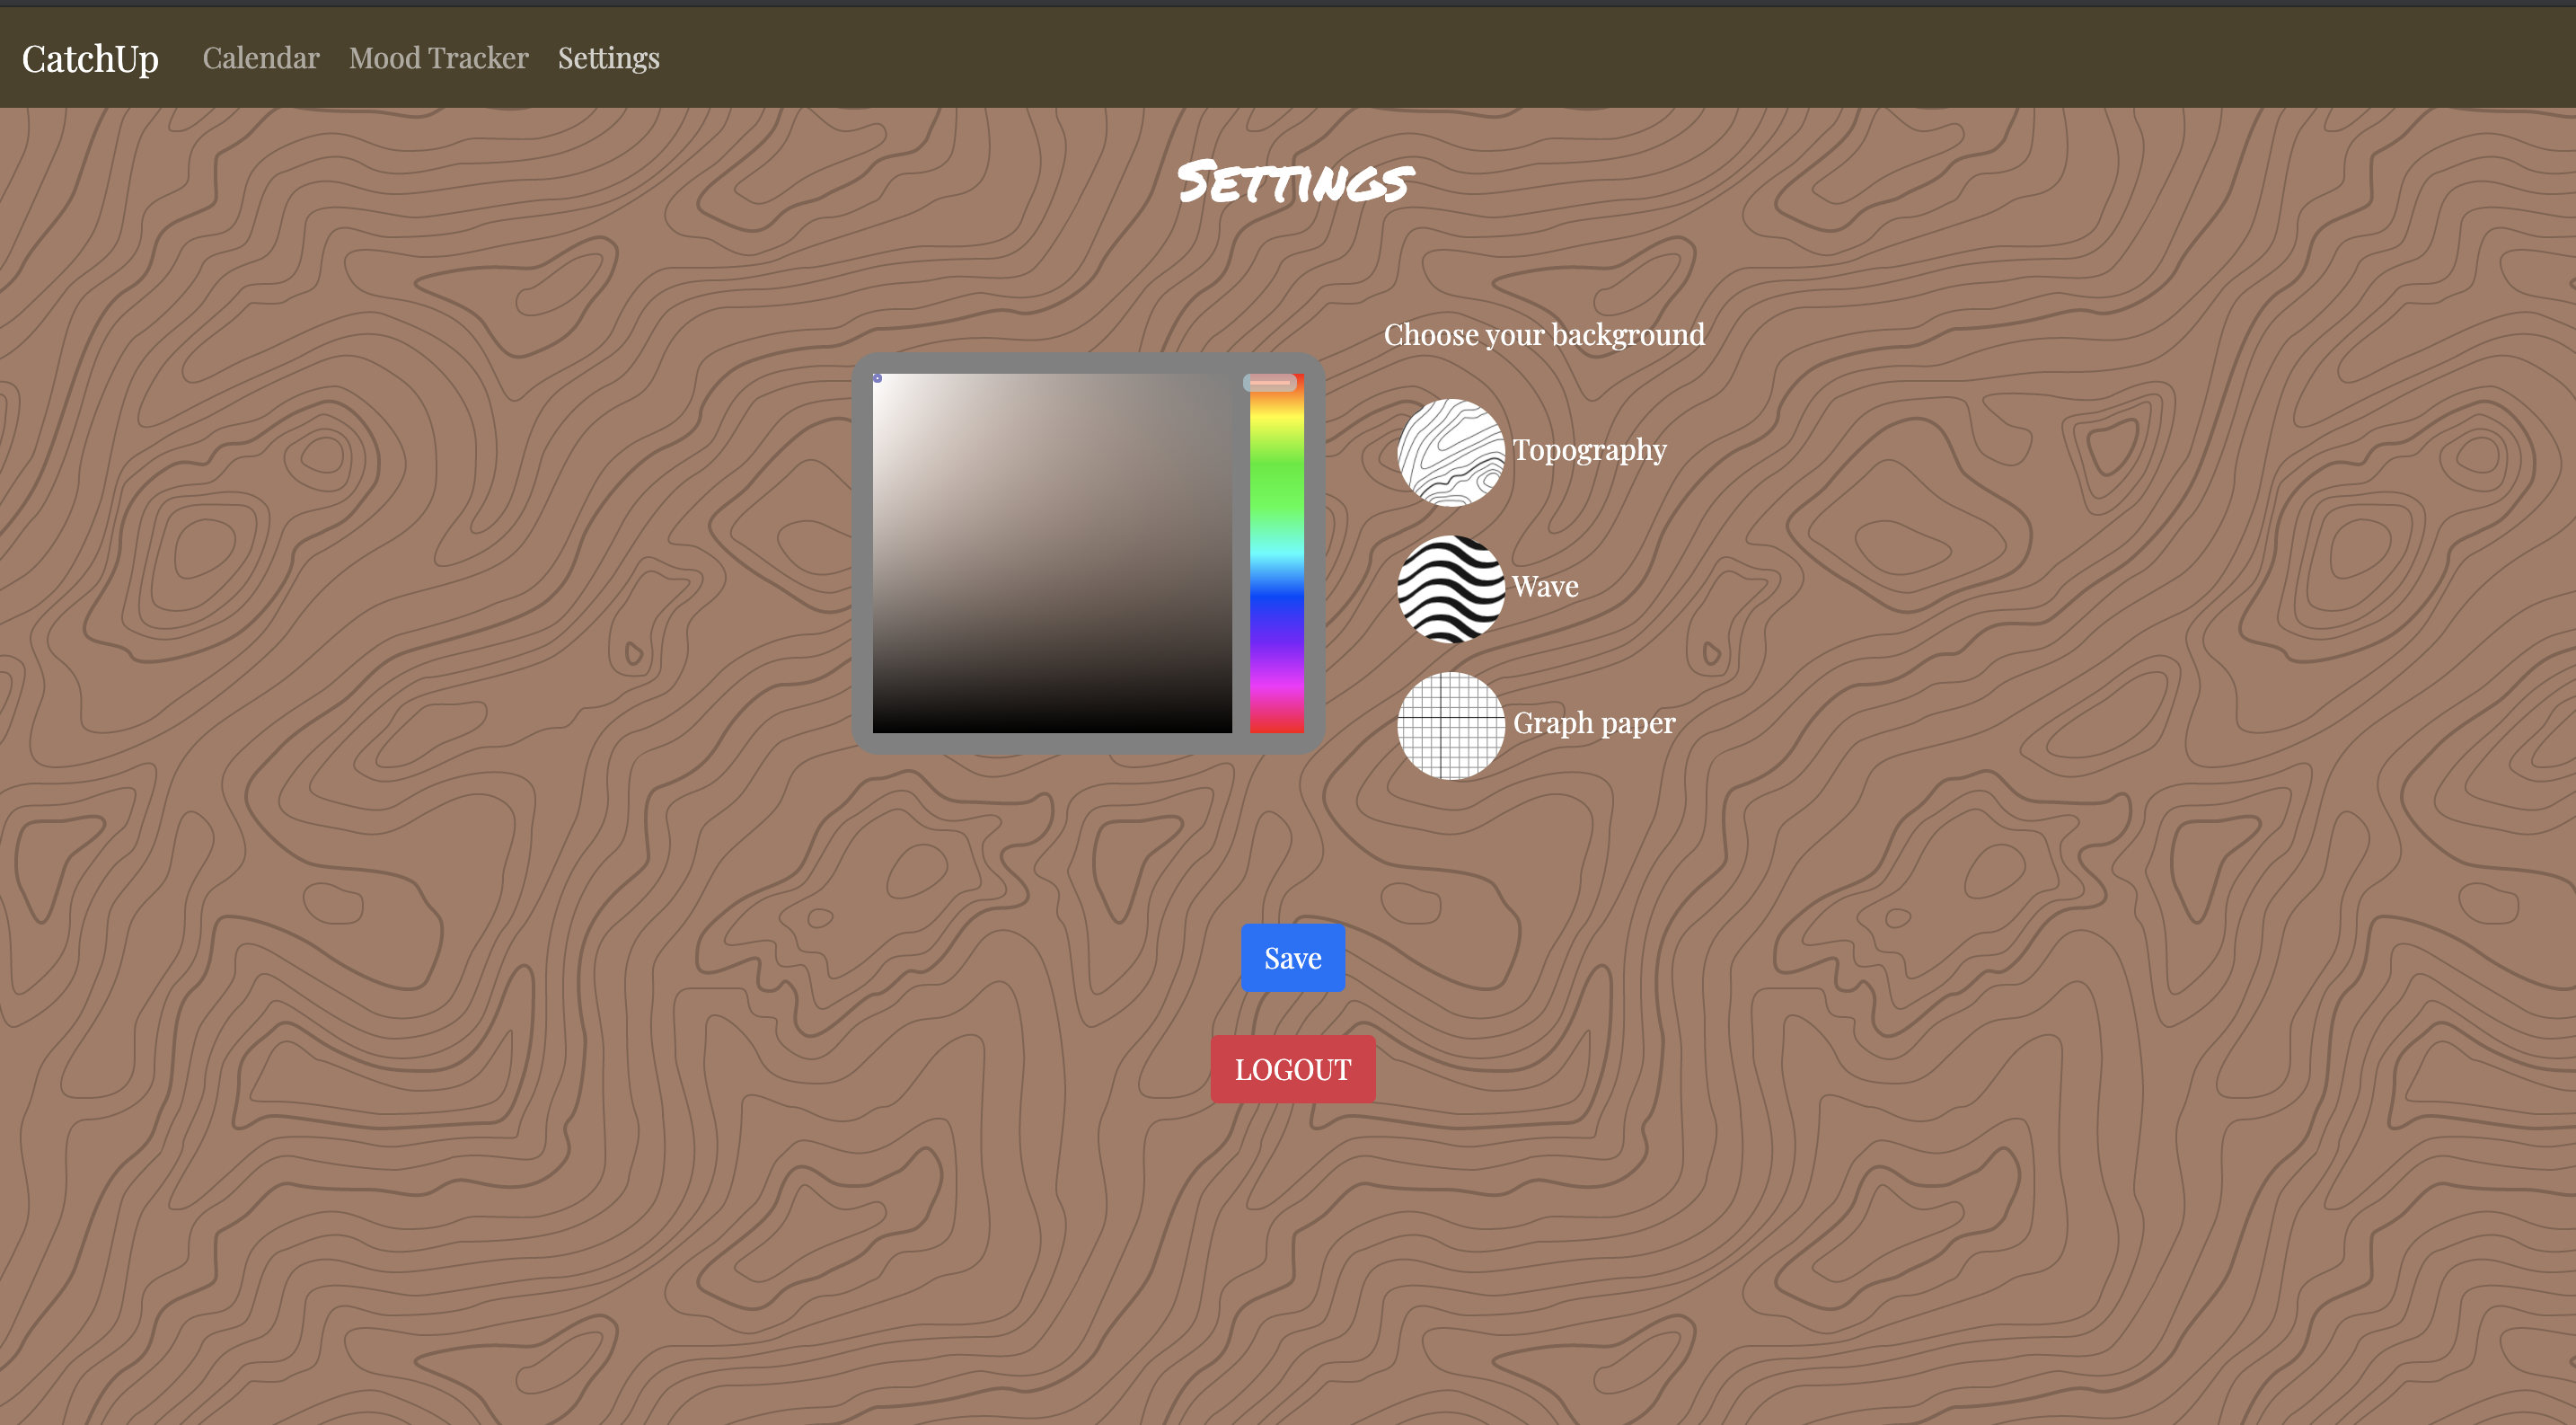 CatchUp Calendar Mood Tracker Settings
Settings
Choose your background
Topography
Wave
Graph paper
Save
LOGOUT